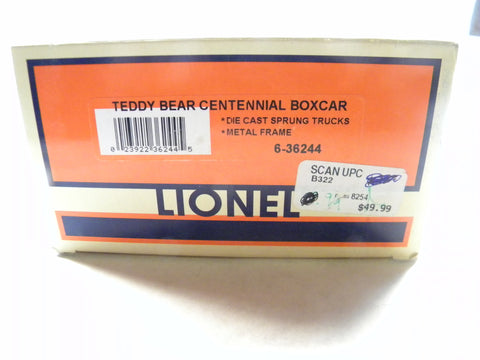 TEDDY BEAR CENTENNIAL BOXCAR
*DIE CAST SPRUNG TRUCKS
*METAL FRAME
0 23922 36244 5
6-36244
SCAN UPC
B322
8254
$49.99
LIONEL